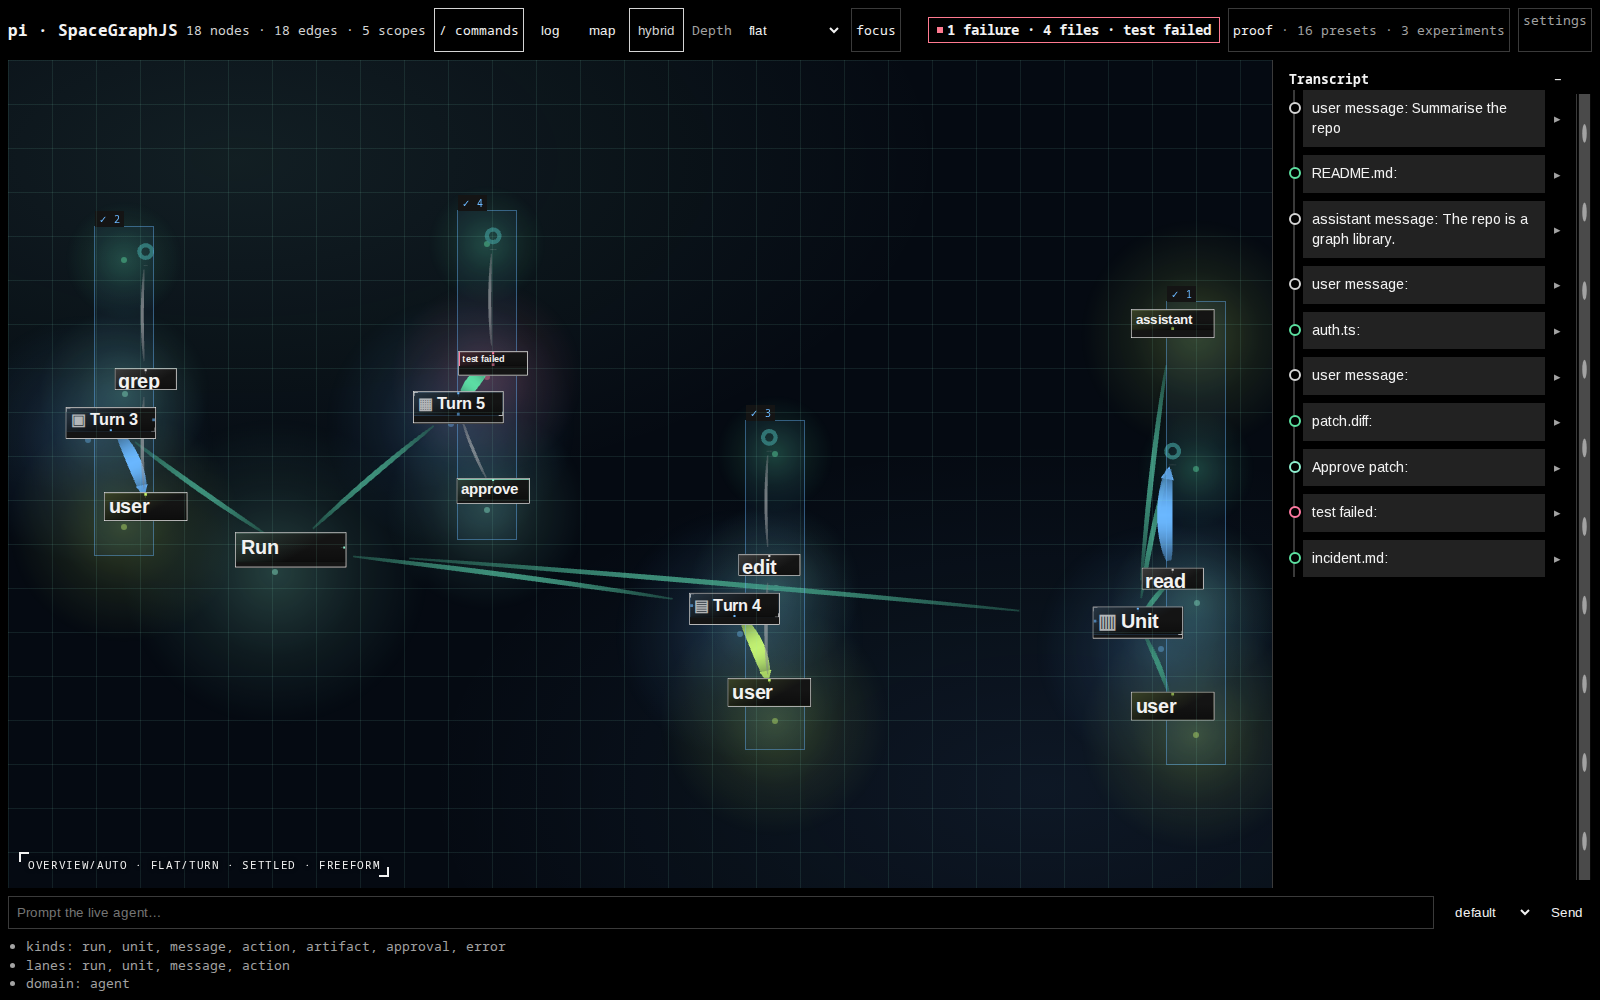 pi · SpaceGraphJS 18 nodes · 18 edges · 5 scopes / commands log map hybrid Depth flat focus 1 failure · 4 files · test failed proof · 16 presets · 3 experiments settings
Transcript –
user message: Summarise the
repo
README.md:
assistant message: The repo is a
graph library.
user message:
auth.ts:
user message:
patch.diff:
Approve patch:
test failed:
incident.md:
✓ 2
grep
Turn 3
user
✓ 4
test failed
Turn 5
approve
Run
✓ 3
edit
Turn 4
user
✓ 1
assistant
read
Unit
user
OVERVIEW/AUTO · FLAT/TURN · SETTLED · FREEFORM
Prompt the live agent… default Send
kinds: run, unit, message, action, artifact, approval, error
lanes: run, unit, message, action
domain: agent